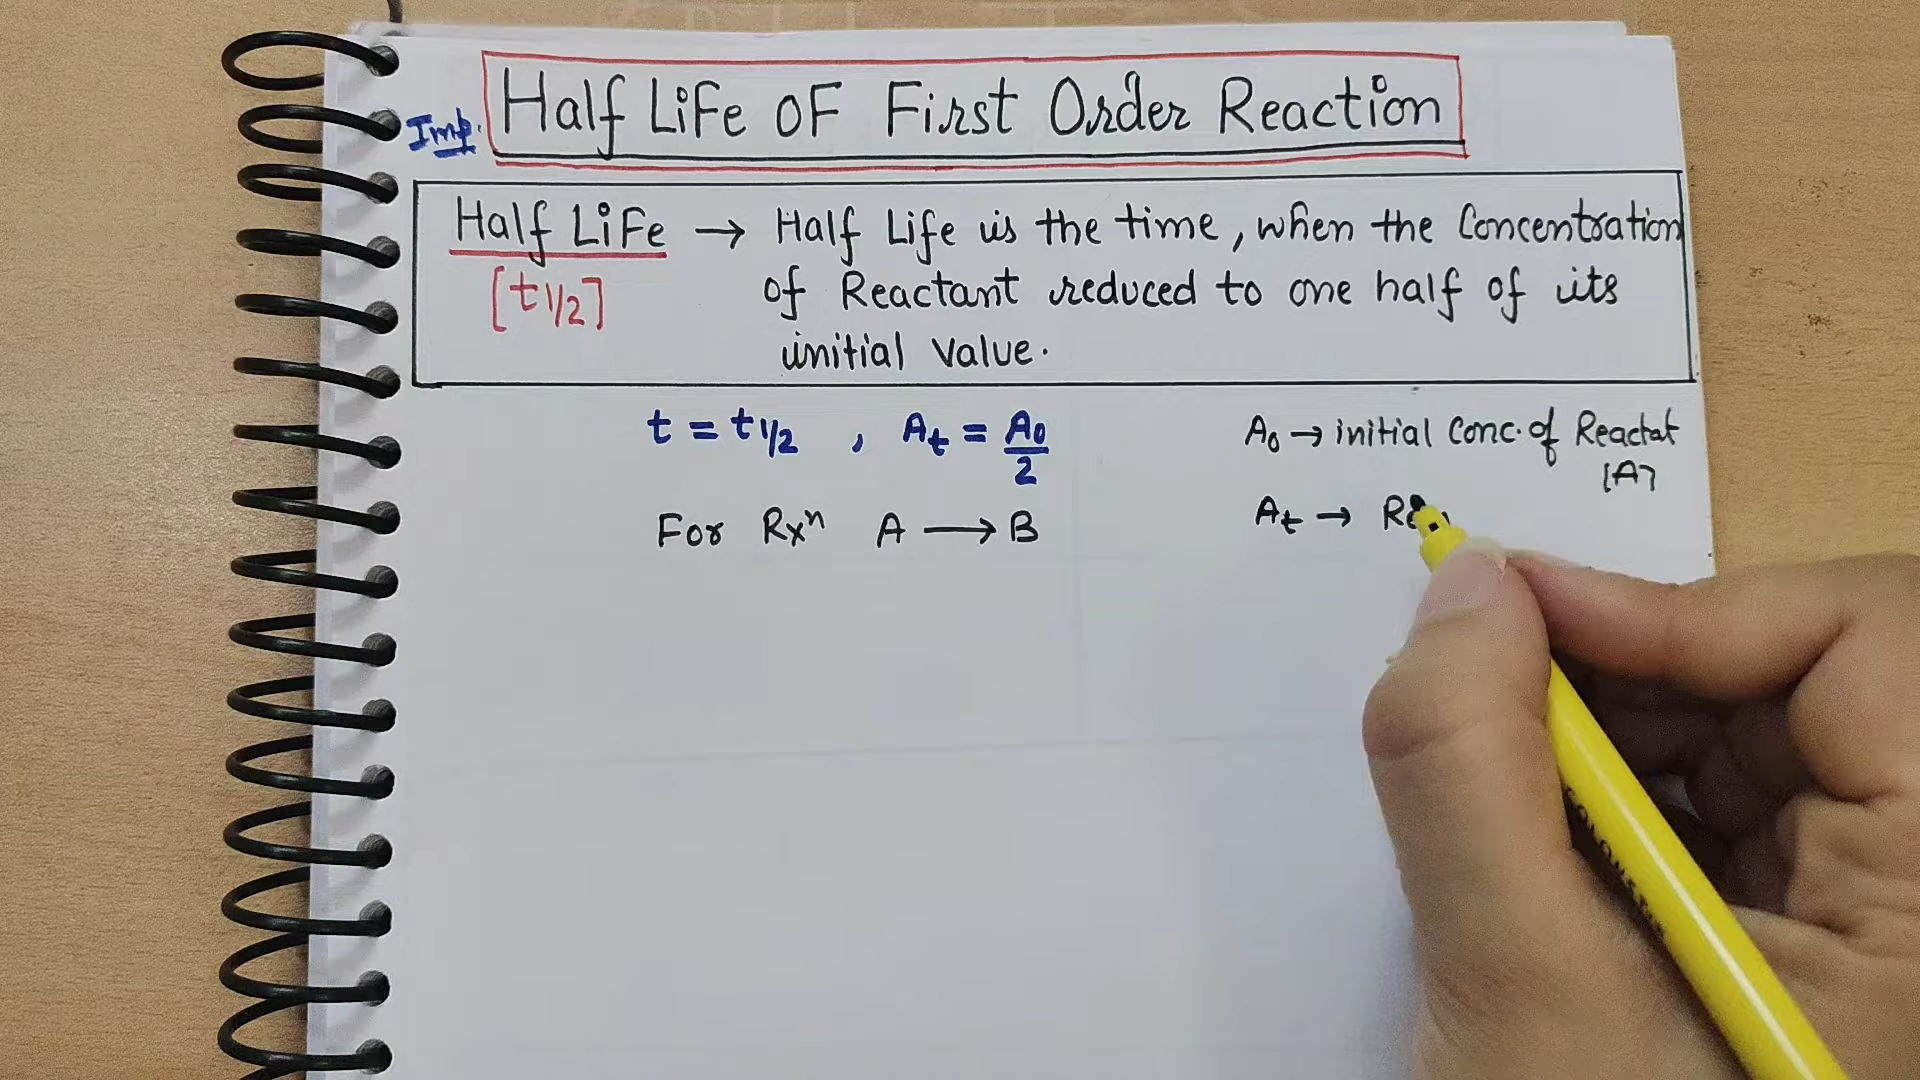 Half Life OF First Order Reaction
Imp.
Half Life → Half Life is the time, when the Concentration
[t1/2] of Reactant reduced to one half of its
initial value.
t = t1/2 , At = A0/2
A0 → initial Conc. of Reactat
[A]
For Rxⁿ A ⟶ B
At →